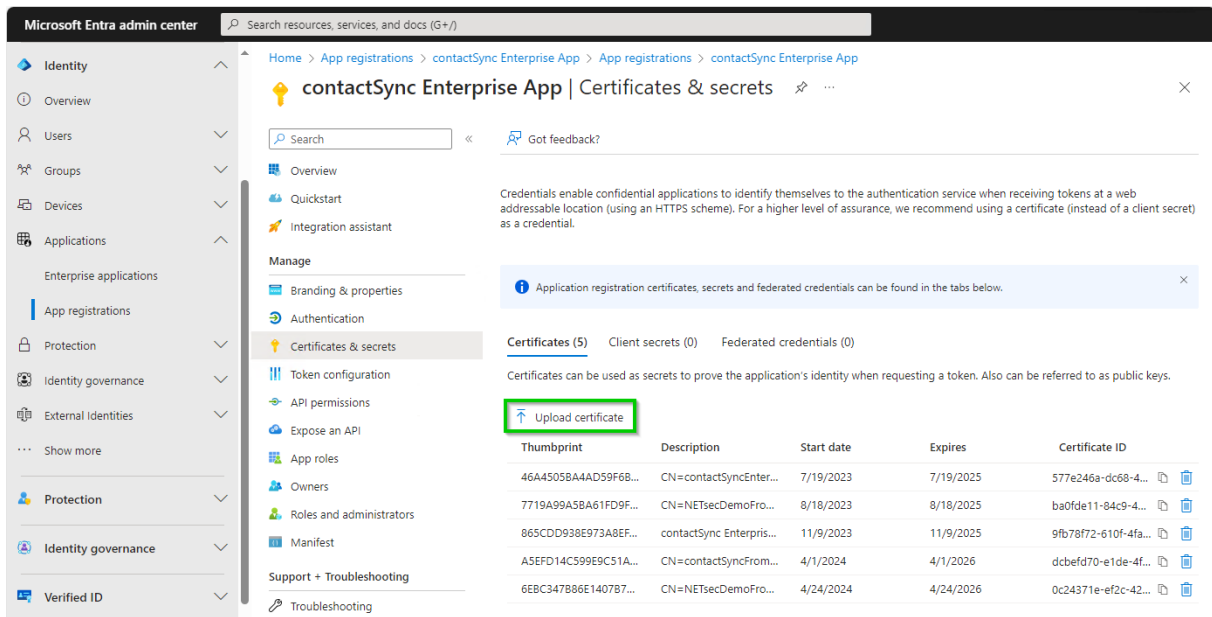 Microsoft Entra admin center
Search resources, services, and docs (G+/)
Identity
Overview
Users
Groups
Devices
Applications
Enterprise applications
App registrations
Protection
Identity governance
External Identities
Show more
Protection
Identity governance
Verified ID
Home > App registrations > contactSync Enterprise App > App registrations > contactSync Enterprise App
contactSync Enterprise App | Certificates & secrets
Search
Overview
Quickstart
Integration assistant
Manage
Branding & properties
Authentication
Certificates & secrets
Token configuration
API permissions
Expose an API
App roles
Owners
Roles and administrators
Manifest
Support + Troubleshooting
Troubleshooting
Got feedback?
Credentials enable confidential applications to identify themselves to the authentication service when receiving tokens at a web
addressable location (using an HTTPS scheme). For a higher level of assurance, we recommend using a certificate (instead of a client secret)
as a credential.
Application registration certificates, secrets and federated credentials can be found in the tabs below.
Certificates (5) Client secrets (0) Federated credentials (0)
Certificates can be used as secrets to prove the application's identity when requesting a token. Also can be referred to as public keys.
Upload certificate
Thumbprint Description Start date Expires Certificate ID
46A4505BA4AD59F6B... CN=contactSyncEnter... 7/19/2023 7/19/2025 577e246a-dc68-4...
7719A99A5BA61FD9F... CN=NETsecDemoFro... 8/18/2023 8/18/2025 ba0fde11-84c9-4...
865CDD938E973A8EF... contactSync Enterpris... 11/9/2023 11/9/2025 9fb78f72-610f-4fa...
A5EFD14C599E9C51A... CN=contactSyncFrom... 4/1/2024 4/1/2026 dcbefd70-e1de-4f...
6EBC347B86E1407B7... CN=NETsecDemoFro... 4/24/2024 4/24/2026 0c24371e-ef2c-42...